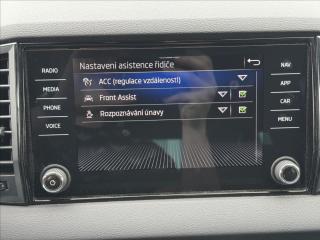 Nastavení asistence řidiče
RADIO
NAV
ACC (regulace vzdálenosti)
MEDIA
APP
Front Assist
PHONE
CAR
Rozpoznávání únavy
VOICE
MENU